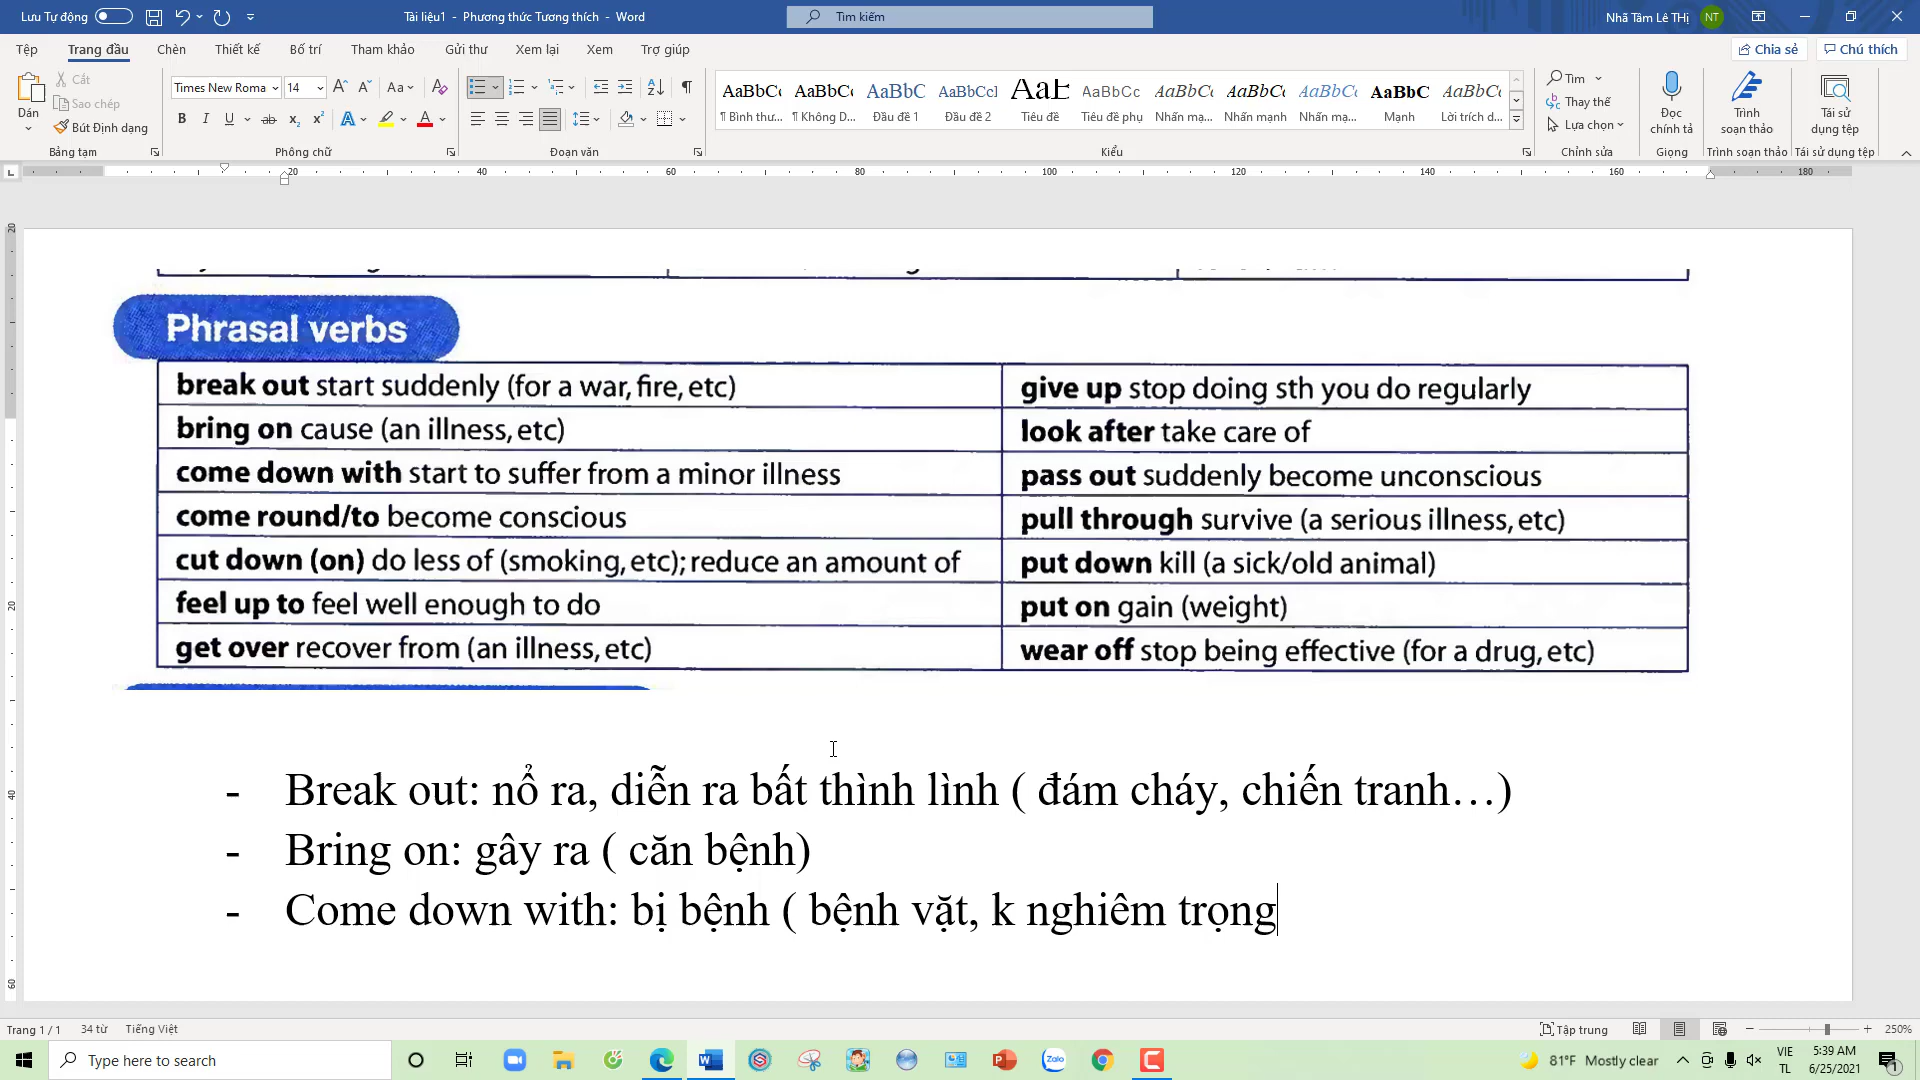 Lưu Tự động
Tài liệu1 - Phương thức Tương thích - Word
Tìm kiếm
Nhã Tâm Lê THị
NT
Tệp
Trang đầu
Chèn
Thiết kế
Bố trí
Tham khảo
Gửi thư
Xem lại
Xem
Trợ giúp
Chia sẻ
Chú thích
Dán
Cắt
Sao chép
Bút Định dạng
Bảng tạm
Times New Roma
14
Phông chữ
Đoạn văn
¶ Bình thư...
¶ Không D...
Đầu đề 1
Đầu đề 2
Tiêu đề
Tiêu đề phụ
Nhấn mạ...
Nhấn mạnh
Nhấn mạ...
Mạnh
Lời trích d...
Kiểu
Tìm
Thay thế
Lựa chọn
Chỉnh sửa
Đọc chính tả
Giọng
Trình soạn thảo
Trình soạn thảo
Tái sử dụng tệp
Tái sử dụng tệp
20 40 60 80 100 120 140 160 180
Phrasal verbs
break out start suddenly (for a war, fire, etc)
give up stop doing sth you do regularly
bring on cause (an illness, etc)
look after take care of
come down with start to suffer from a minor illness
pass out suddenly become unconscious
come round/to become conscious
pull through survive (a serious illness, etc)
cut down (on) do less of (smoking, etc); reduce an amount of
put down kill (a sick/old animal)
feel up to feel well enough to do
put on gain (weight)
get over recover from (an illness, etc)
wear off stop being effective (for a drug, etc)
- Break out: nổ ra, diễn ra bất thình lình ( đám cháy, chiến tranh…)
- Bring on: gây ra ( căn bệnh)
- Come down with: bị bệnh ( bệnh vặt, k nghiêm trọng
Trang 1 / 1
34 từ
Tiếng Việt
Tập trung
250%
Type here to search
81°F Mostly clear
VIE
TL
5:39 AM
6/25/2021